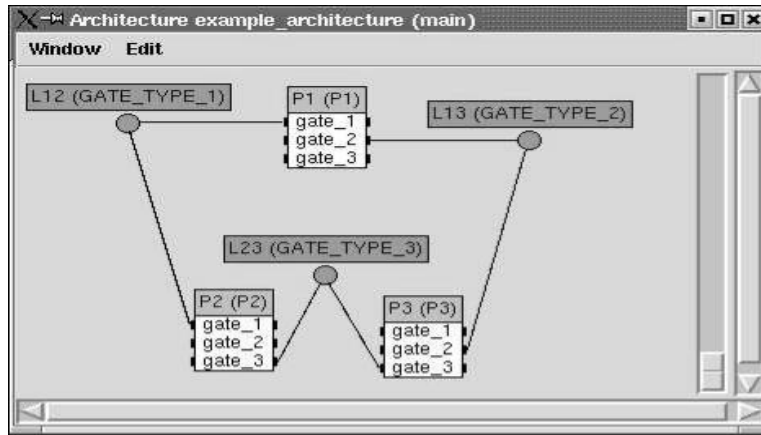 Architecture example_architecture (main)
Window Edit
L12 (GATE_TYPE_1)
P1 (P1)
gate_1
gate_2
gate_3
L13 (GATE_TYPE_2)
L23 (GATE_TYPE_3)
P2 (P2)
gate_1
gate_2
gate_3
P3 (P3)
gate_1
gate_2
gate_3